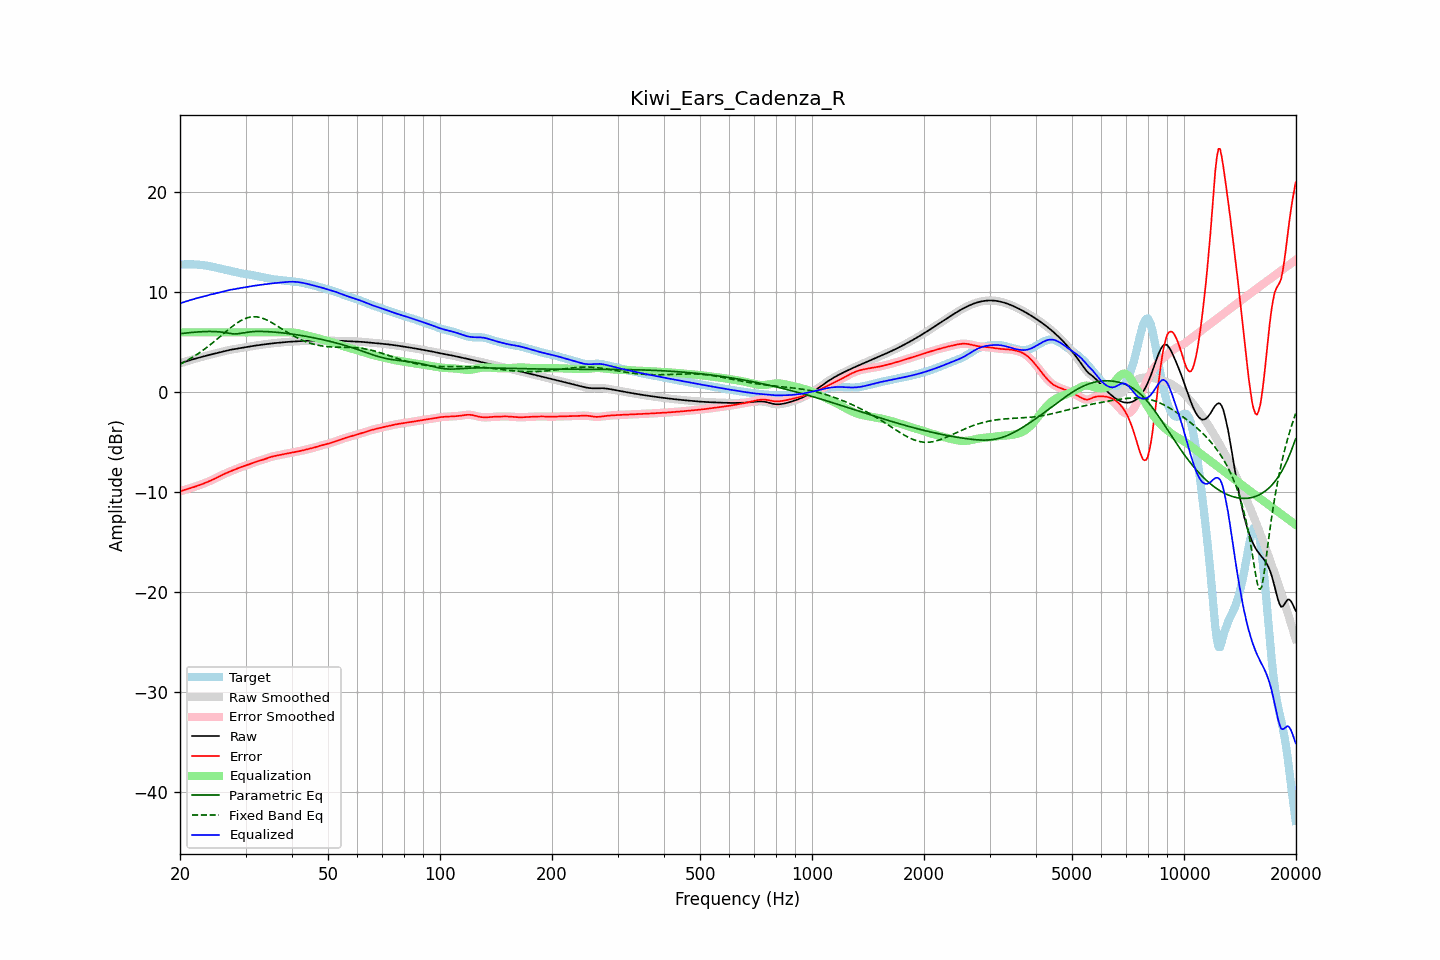 Kiwi_Ears_Cadenza_R
Amplitude (dBr)
20
10
0
−10
−20
−30
−40
Target
Raw Smoothed
Error Smoothed
Raw
Error
Equalization
Parametric Eq
Fixed Band Eq
Equalized
20 50 100 200 500 1000 2000 5000 10000 20000
Frequency (Hz)